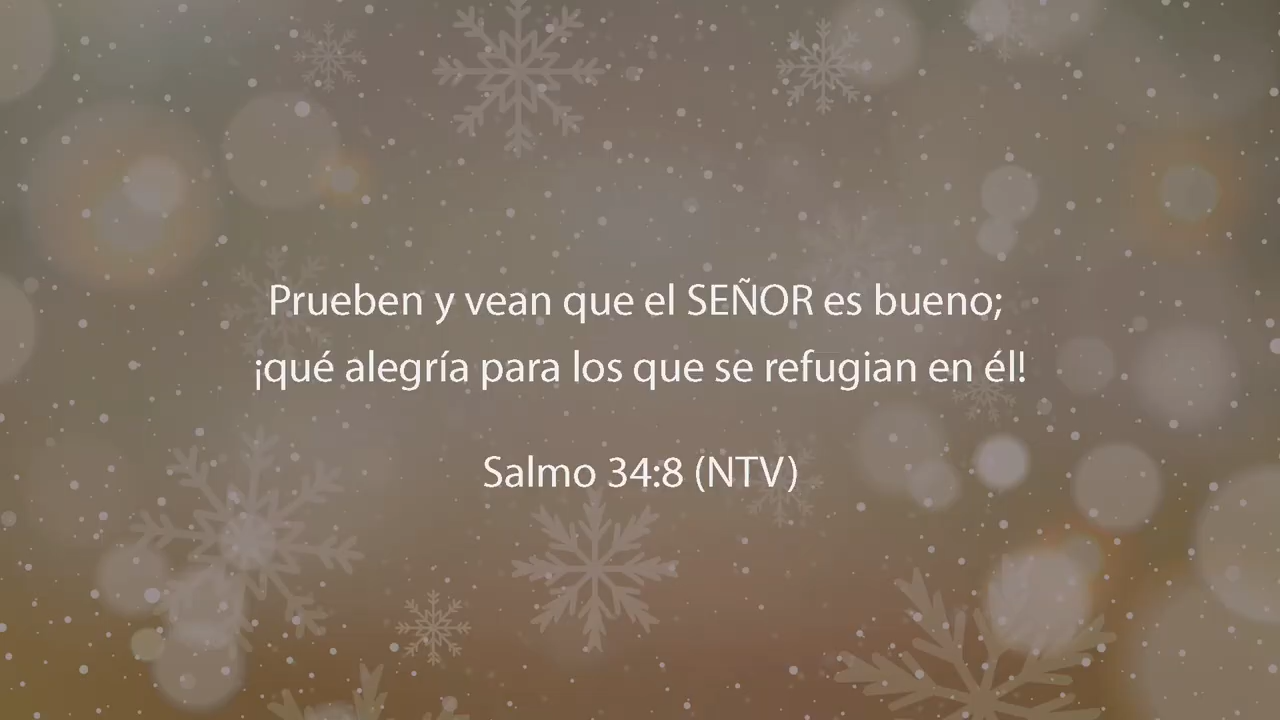 Prueben y vean que el SEÑOR es bueno;
¡qué alegría para los que se refugian en él!
Salmo 34:8 (NTV)